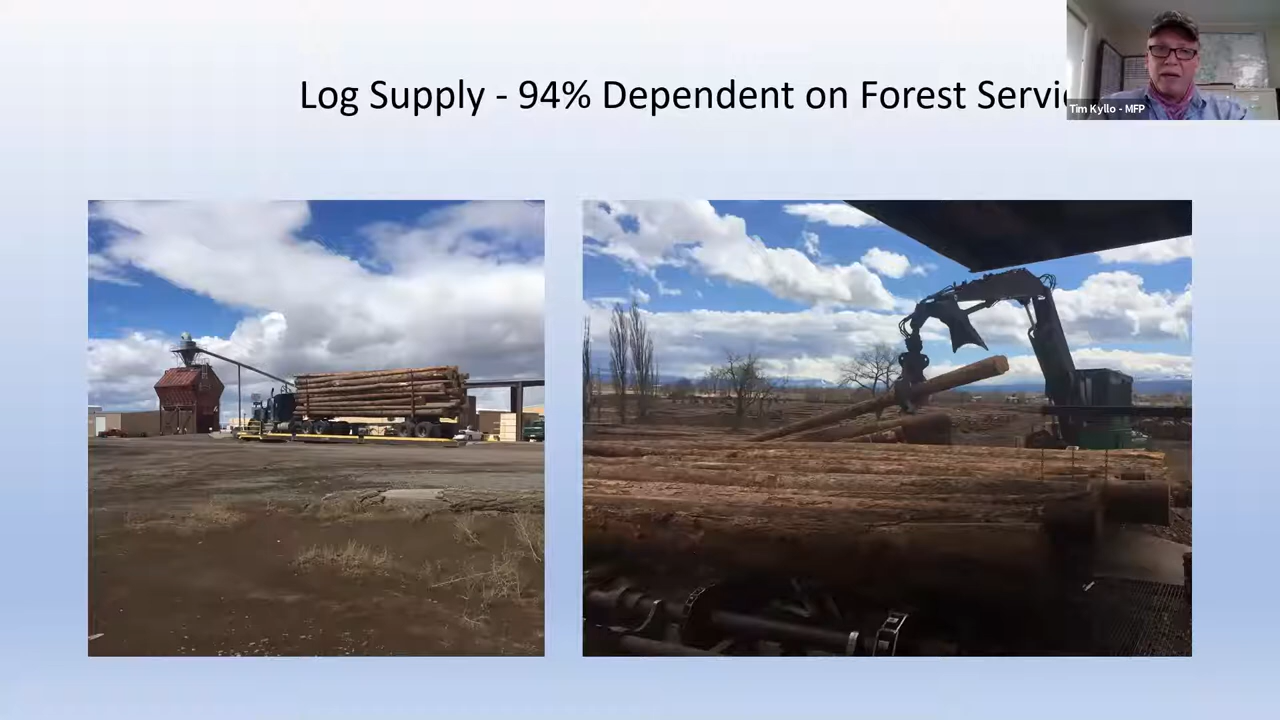 Log Supply - 94% Dependent on Forest Servi
Tim Kyllo - MFP